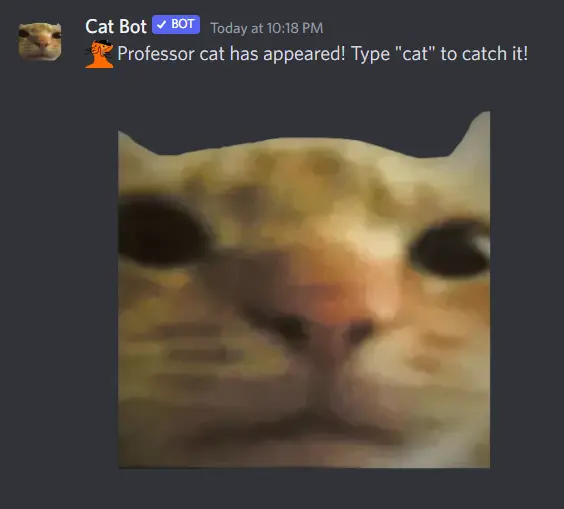 Cat Bot ✓ BOT Today at 10:18 PM
Professor cat has appeared! Type "cat" to catch it!